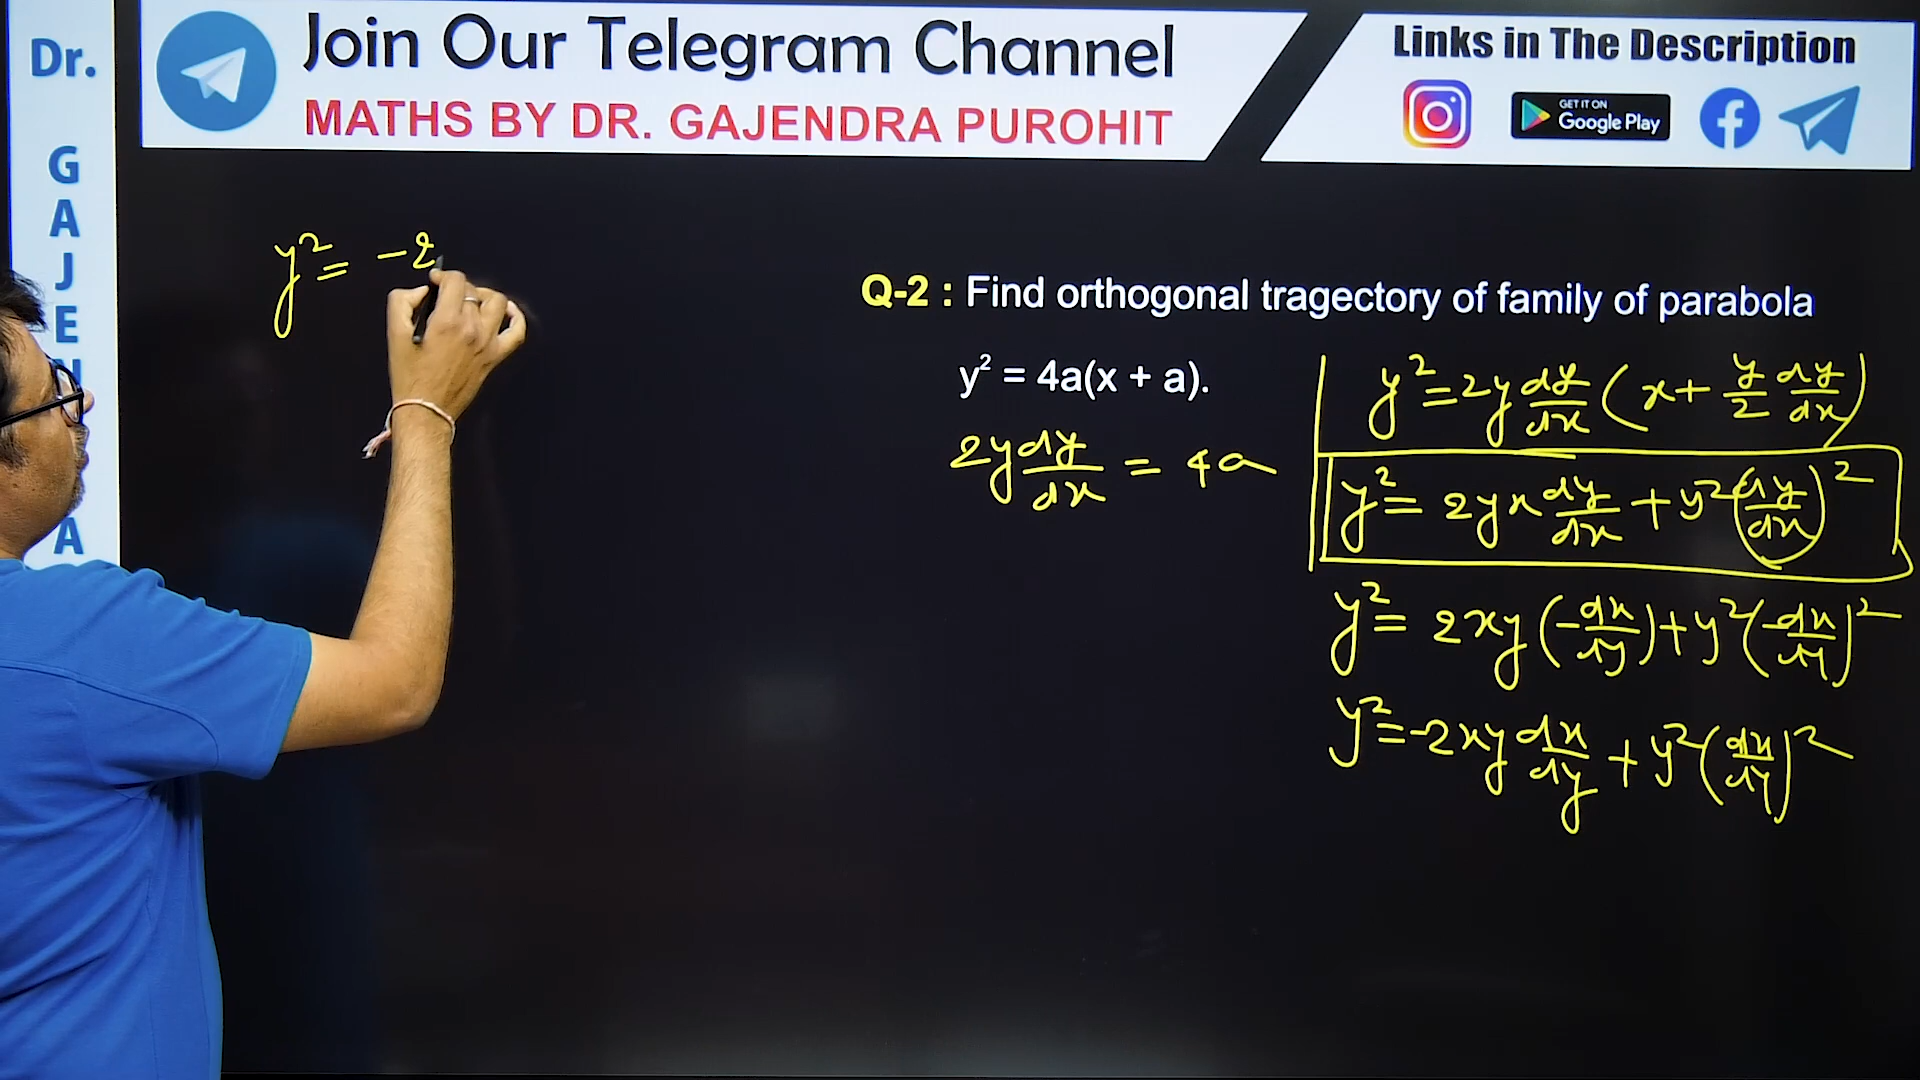 Dr.
G
A
J
E
N
A
Join Our Telegram Channel
MATHS BY DR. GAJENDRA PUROHIT
Links in The Description
GET IT ON
Google Play
y² = -2
Q-2 : Find orthogonal tragectory of family of parabola
y² = 4a(x + a).
2y dy/dx = 4a
y² = 2y dy/dx (x + y/2 dy/dx)
y² = 2yx dy/dx + y² (dy/dx)²
y² = 2xy (-dx/dy) + y² (-dx/dy)²
y² = -2xy dx/dy + y² (dx/dy)²